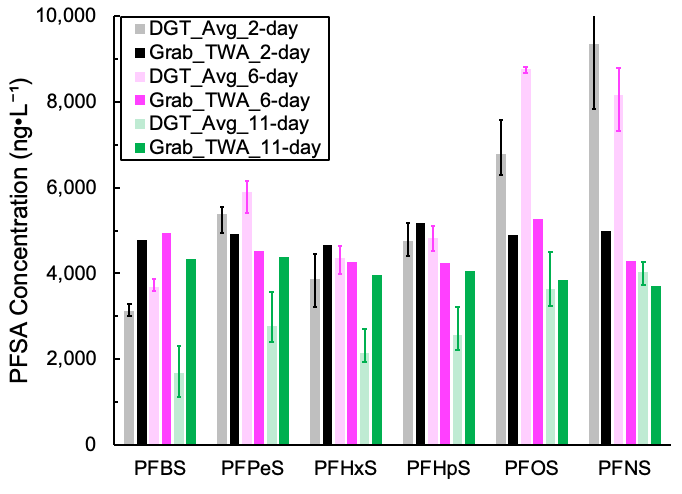 10,000
8,000
6,000
4,000
2,000
0
PFSA Concentration (ng•L⁻¹)
DGT_Avg_2-day
Grab_TWA_2-day
DGT_Avg_6-day
Grab_TWA_6-day
DGT_Avg_11-day
Grab_TWA_11-day
PFBS PFPeS PFHxS PFHpS PFOS PFNS